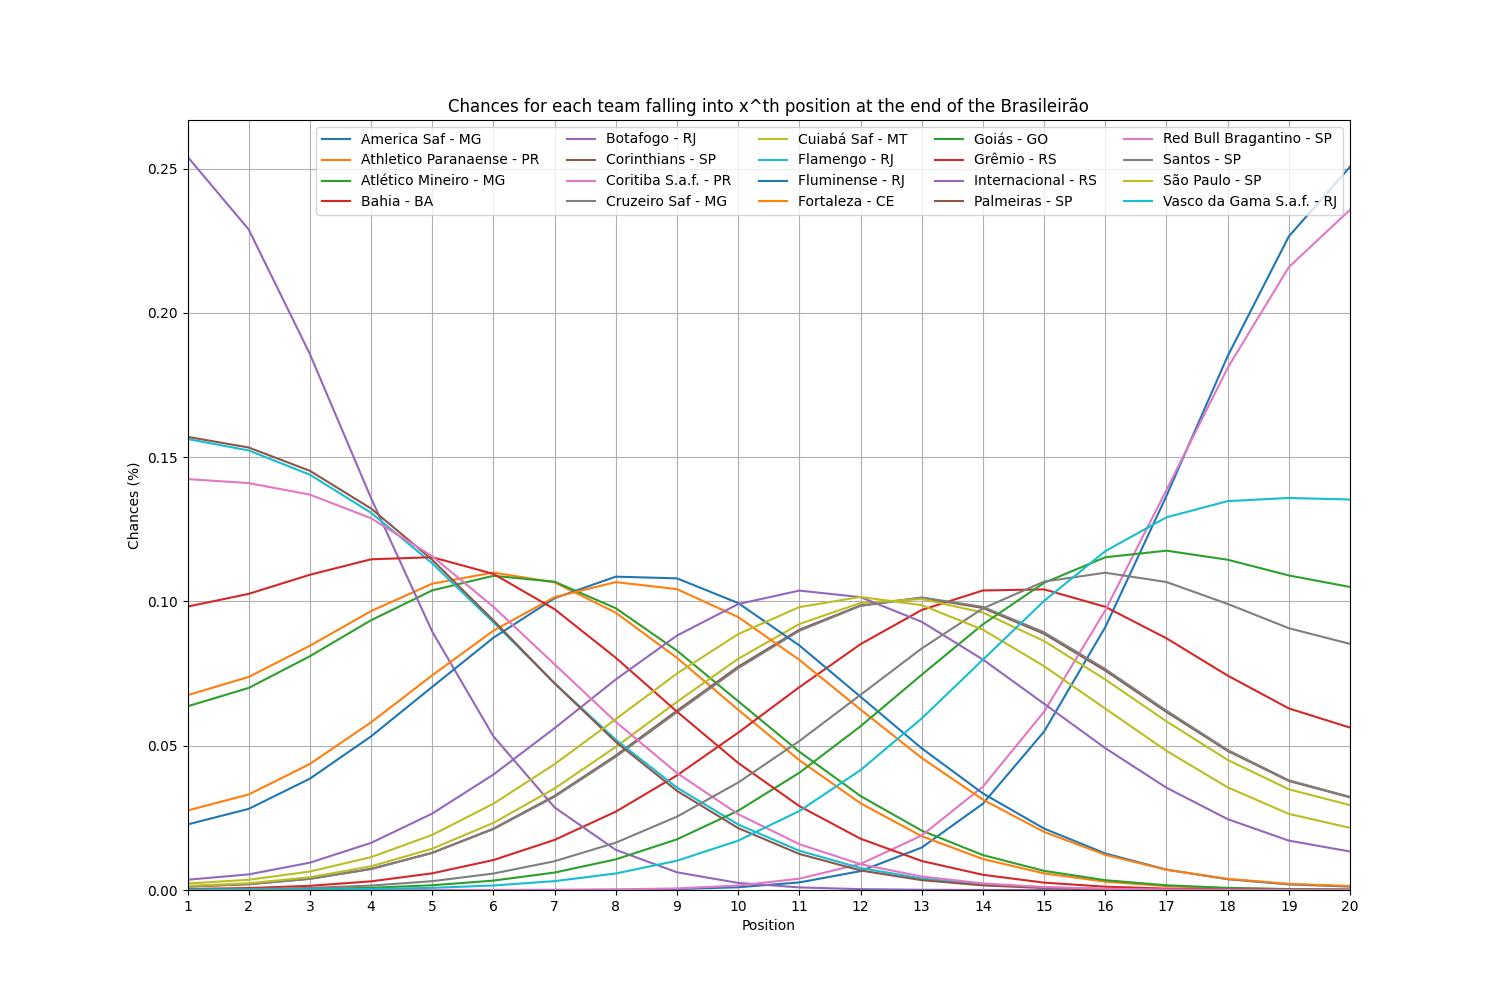 Chances for each team falling into x^th position at the end of the Brasileirão
America Saf - MG
Athletico Paranaense - PR
Atlético Mineiro - MG
Bahia - BA
Botafogo - RJ
Corinthians - SP
Coritiba S.a.f. - PR
Cruzeiro Saf - MG
Cuiabá Saf - MT
Flamengo - RJ
Fluminense - RJ
Fortaleza - CE
Goiás - GO
Grêmio - RS
Internacional - RS
Palmeiras - SP
Red Bull Bragantino - SP
Santos - SP
São Paulo - SP
Vasco da Gama S.a.f. - RJ
Chances (%)
0.25
0.20
0.15
0.10
0.05
0.00
1 2 3 4 5 6 7 8 9 10 11 12 13 14 15 16 17 18 19 20
Position